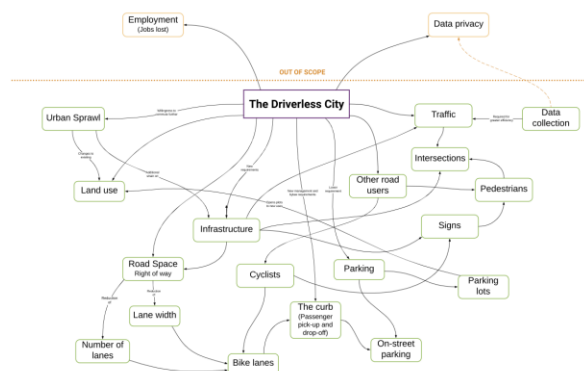 Employment
(Jobs lost)
Data privacy
OUT OF SCOPE
The Driverless City
Urban Sprawl
Traffic
Data
collection
Intersections
Land use
Other road
users
Pedestrians
Infrastructure
Signs
Road Space
Right of way
Cyclists
Parking
Parking
lots
Lane width
The curb
(Passenger
pick-up and
drop-off)
Number of
lanes
On-street
parking
Bike lanes